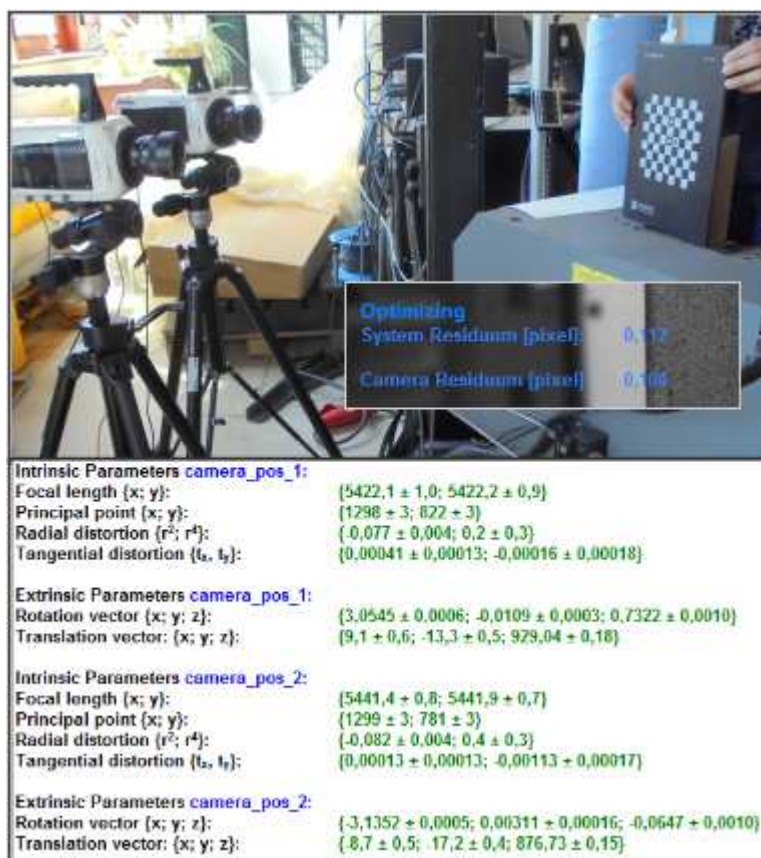 Optimizing
System Residuum [pixel]: 0,112
Camera Residuum [pixel]
Intrinsic Parameters camera_pos_1:
Focal length {x; y}: {5422,1 ± 1,0; 5422,2 ± 0,9}
Principal point {x; y}: {1298 ± 3; 822 ± 3}
Radial distortion {r²; r⁴}: {-0,077 ± 0,004; 0,2 ± 0,3}
Tangential distortion {tₓ, tᵧ}: {0,00041 ± 0,00013; -0,00016 ± 0,00018}
Extrinsic Parameters camera_pos_1:
Rotation vector {x; y; z}: {3,0545 ± 0,0006; -0,0109 ± 0,0003; 0,7322 ± 0,0010}
Translation vector: {x; y; z}: {9,1 ± 0,6; -13,3 ± 0,5; 929,04 ± 0,18}
Intrinsic Parameters camera_pos_2:
Focal length {x; y}: {5441,4 ± 0,8; 5441,9 ± 0,7}
Principal point {x; y}: {1299 ± 3; 781 ± 3}
Radial distortion {r²; r⁴}: {-0,082 ± 0,004; 0,4 ± 0,3}
Tangential distortion {tₓ, tᵧ}: {0,00013 ± 0,00013; -0,00113 ± 0,00017}
Extrinsic Parameters camera_pos_2:
Rotation vector {x; y; z}: {-3,1352 ± 0,0005; 0,00311 ± 0,00016; -0,0647 ± 0,0010}
Translation vector: {x; y; z}: {-8,7 ± 0,5; -17,2 ± 0,4; 876,73 ± 0,15}